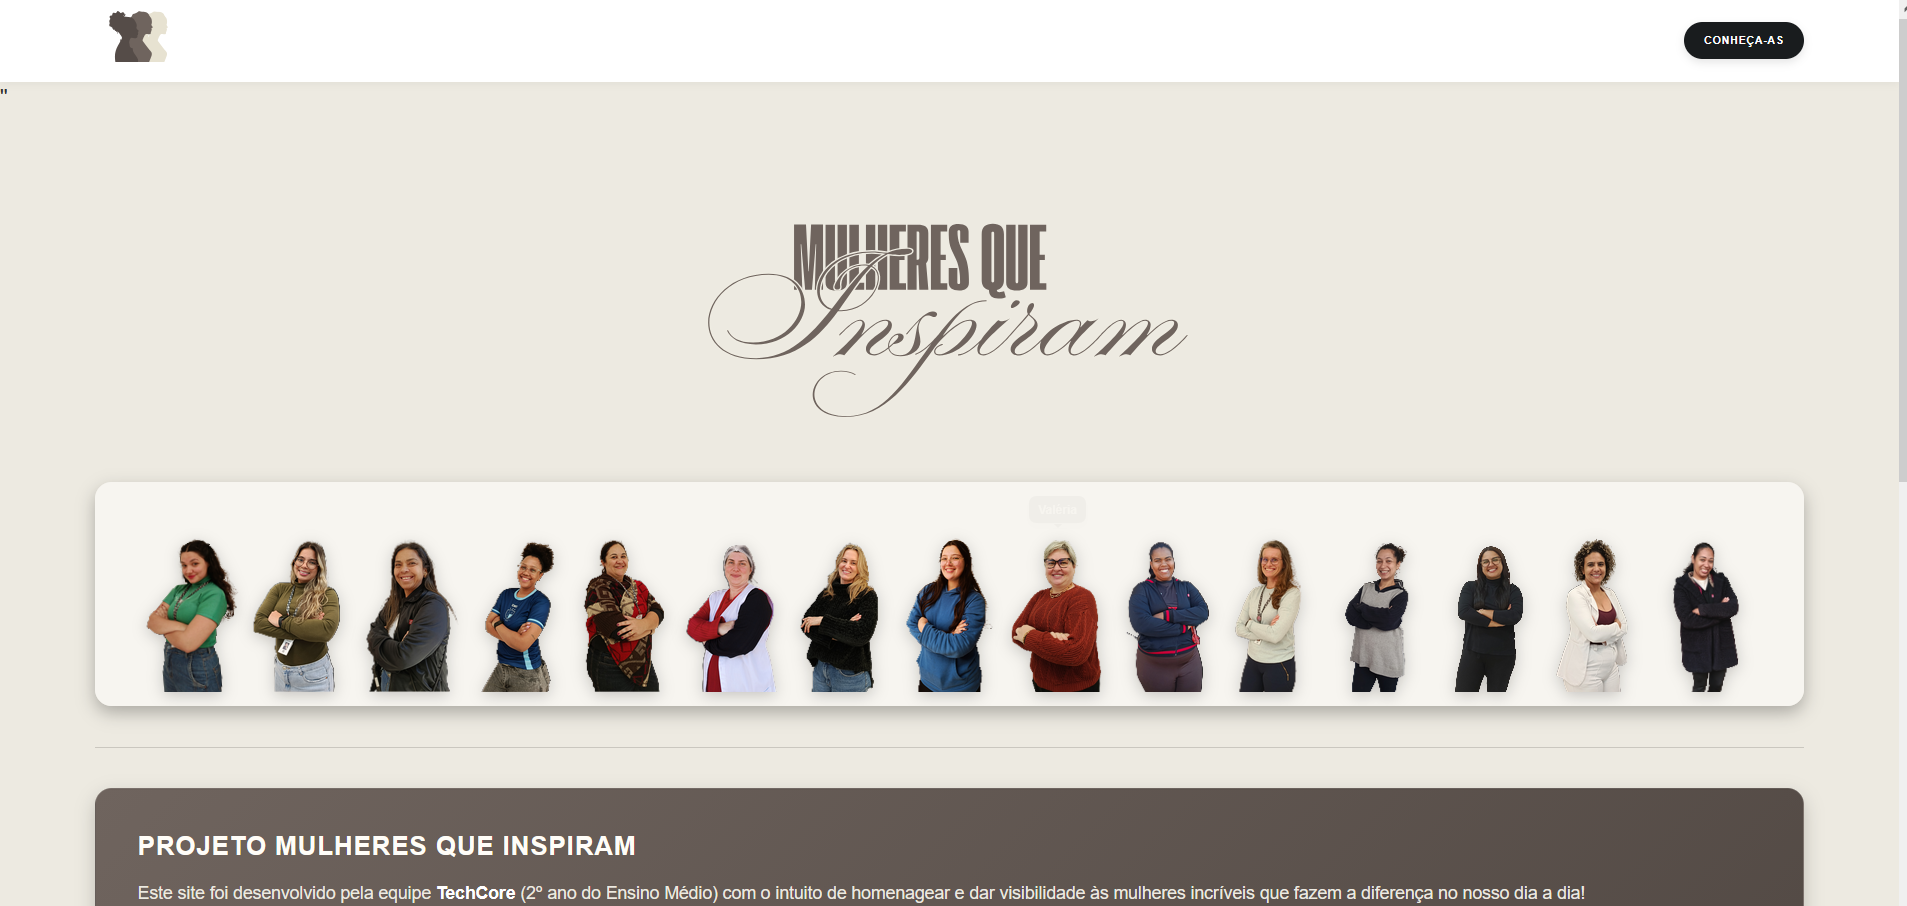 CONHEÇA-AS
"
MULHERES QUE
Inspiram
Valéria
PROJETO MULHERES QUE INSPIRAM
Este site foi desenvolvido pela equipe TechCore (2º ano do Ensino Médio) com o intuito de homenagear e dar visibilidade às mulheres incríveis que fazem a diferença no nosso dia a dia!